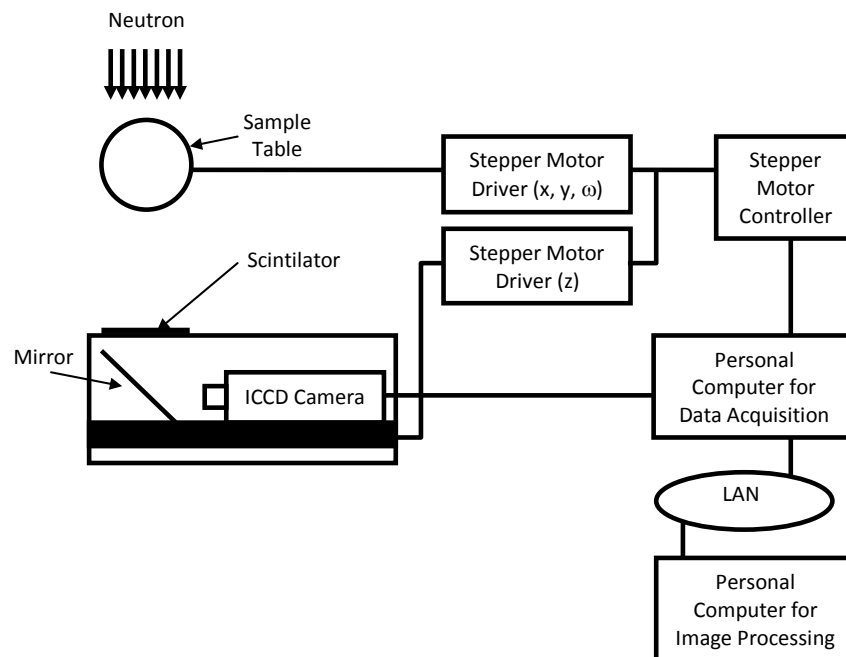 Neutron
Sample
Table
Stepper Motor
Driver (x, y, ω)
Stepper
Motor
Controller
Stepper Motor
Driver (z)
Scintilator
Mirror
ICCD Camera
Personal
Computer for
Data Acquisition
LAN
Personal
Computer for
Image Processing